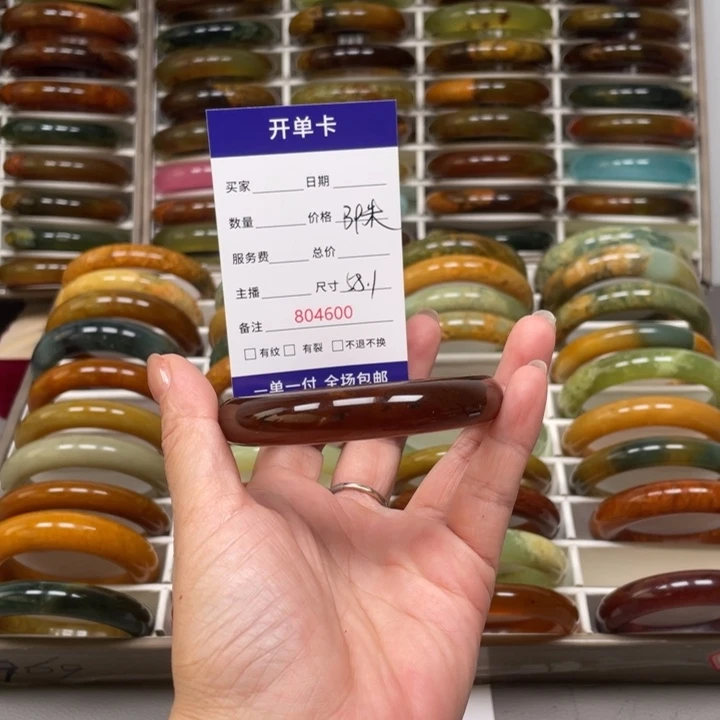 开单卡
买家 日期
数量 价格
服务费 总价
主播 尺寸 58.1
备注 804600
□有纹 □有裂 □不退不换
一单一付 全场包邮